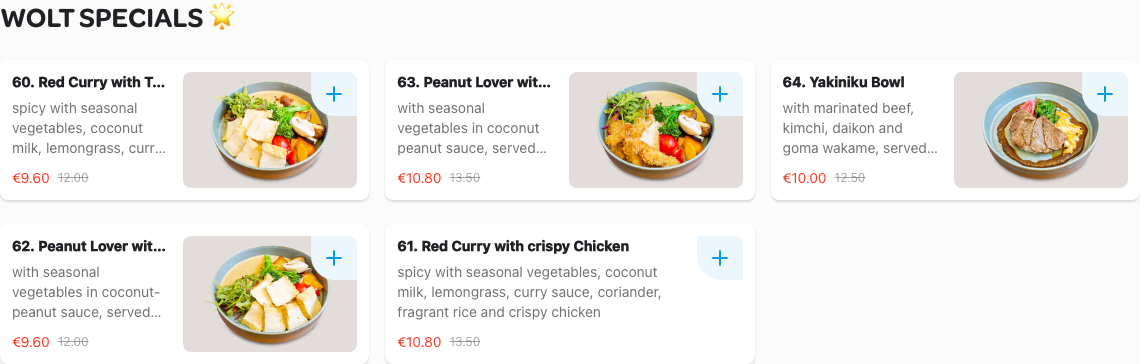 WOLT SPECIALS 🌟
60. Red Curry with T...
spicy with seasonal
vegetables, coconut
milk, lemongrass, curr...
€9.60 12.00
63. Peanut Lover wit...
with seasonal
vegetables in coconut
peanut sauce, served...
€10.80 13.50
64. Yakiniku Bowl
with marinated beef,
kimchi, daikon and
goma wakame, served...
€10.00 12.50
62. Peanut Lover wit...
with seasonal
vegetables in coconut-
peanut sauce, served...
€9.60 12.00
61. Red Curry with crispy Chicken
spicy with seasonal vegetables, coconut
milk, lemongrass, curry sauce, coriander,
fragrant rice and crispy chicken
€10.80 13.50